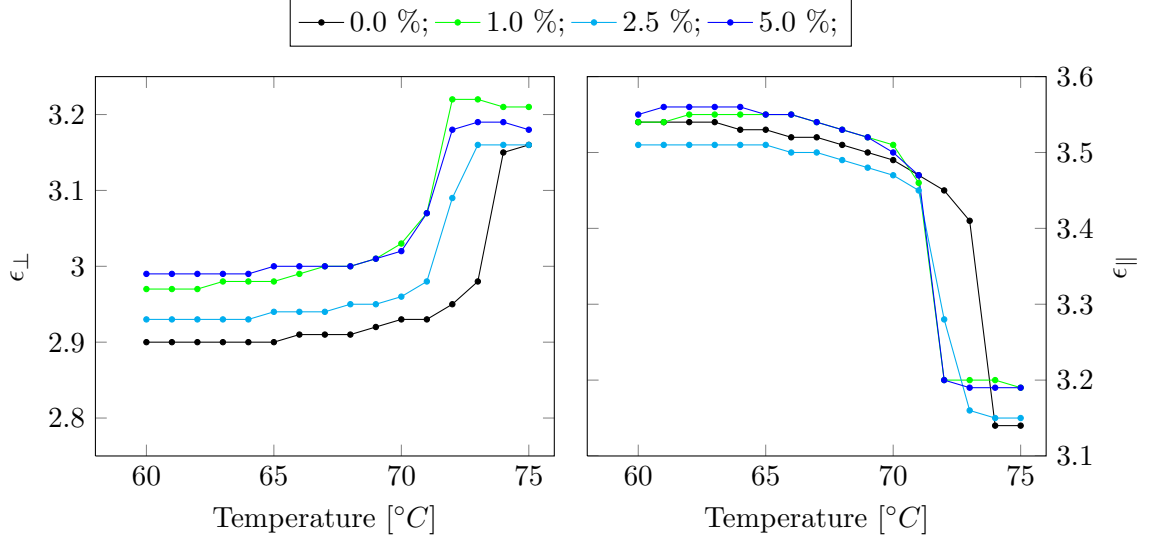 0.0 %; 1.0 %; 2.5 %; 5.0 %;
3.2
3.1
3
2.9
2.8
ϵ⊥
60 65 70 75
Temperature [°C]
3.6
3.5
3.4
3.3
3.2
3.1
ϵ∥
60 65 70 75
Temperature [°C]